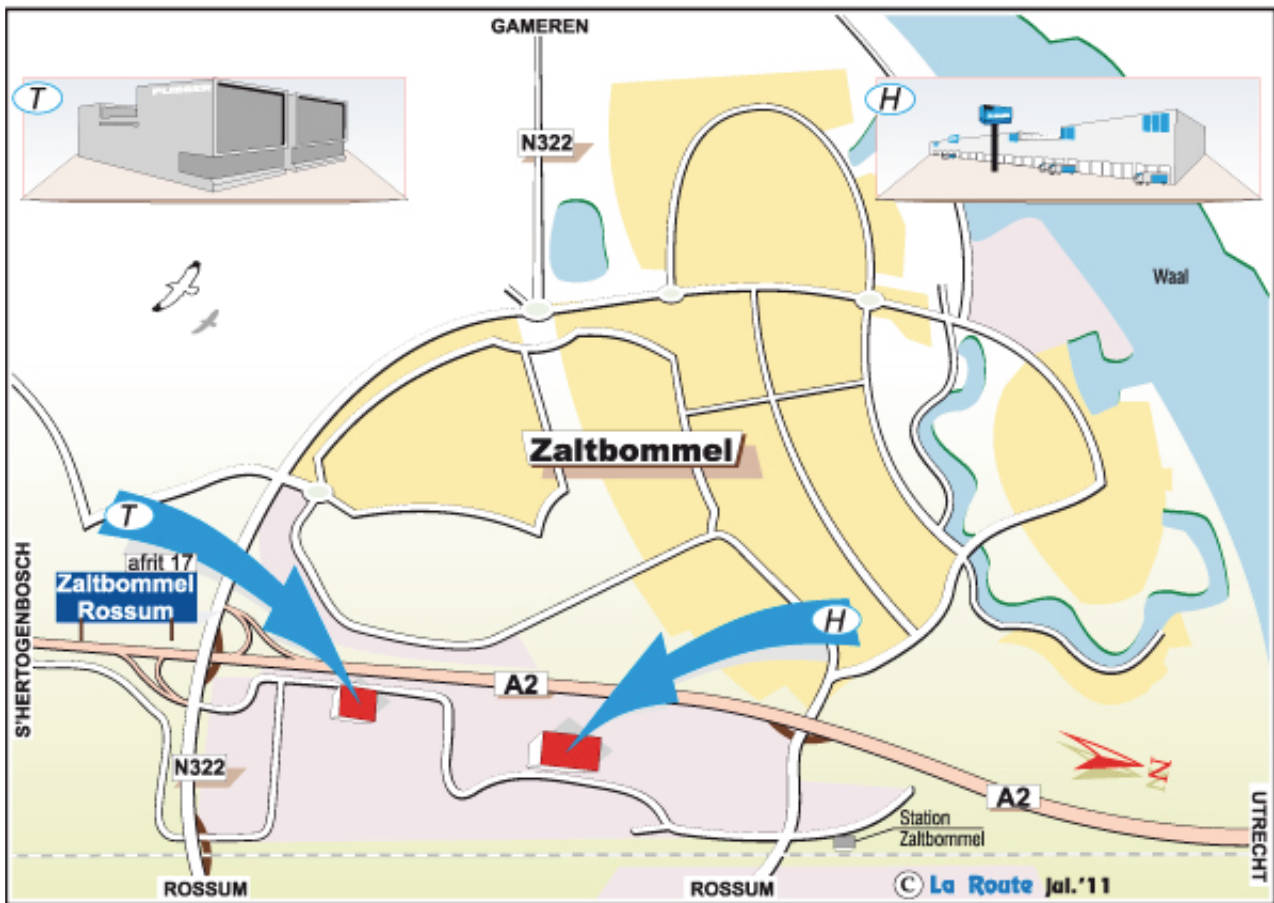 GAMEREN
T
FLIEGER
H
N322
Waal
Zaltbommel
T
afrit 17
Zaltbommel
Rossum
H
S'HERTOGENBOSCH
A2
N322
N
A2
UTRECHT
Station
Zaltbommel
ROSSUM
ROSSUM
© La Route jul.'11